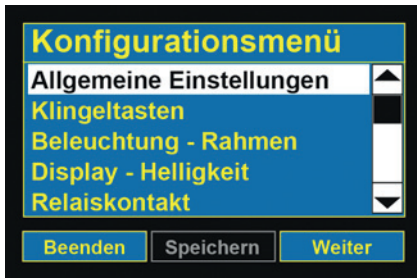 Konfigurationsmenü
Allgemeine Einstellungen
Klingeltasten
Beleuchtung - Rahmen
Display - Helligkeit
Relaiskontakt
Beenden Speichern Weiter